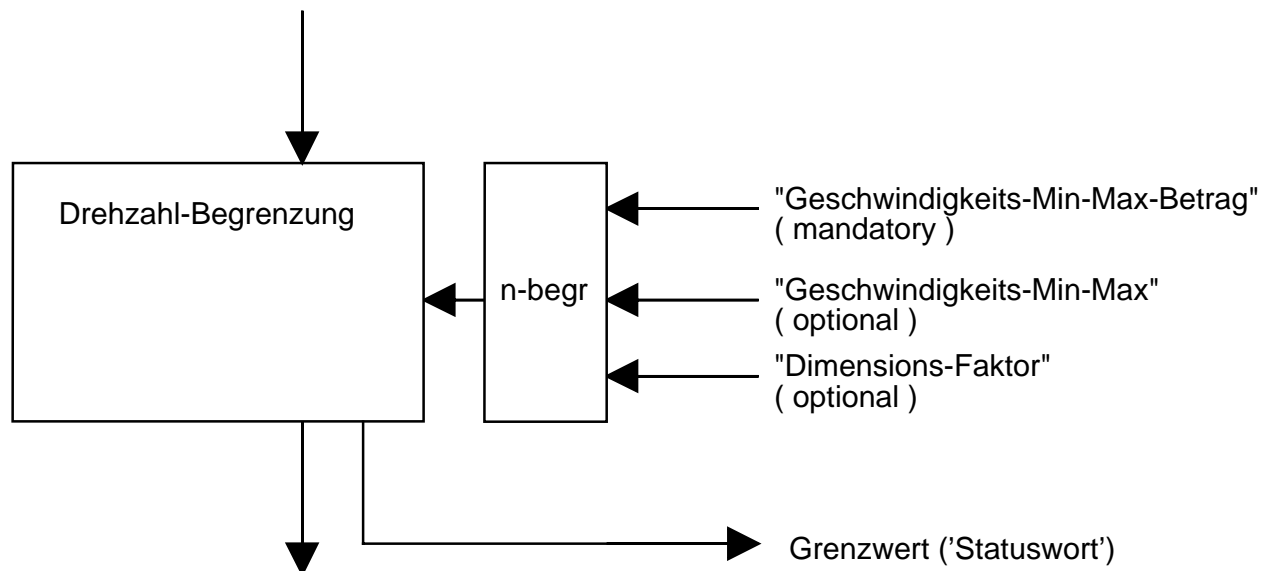 Drehzahl-Begrenzung
n-begr
"Geschwindigkeits-Min-Max-Betrag"
( mandatory )
"Geschwindigkeits-Min-Max"
( optional )
"Dimensions-Faktor"
( optional )
Grenzwert (’Statuswort’)